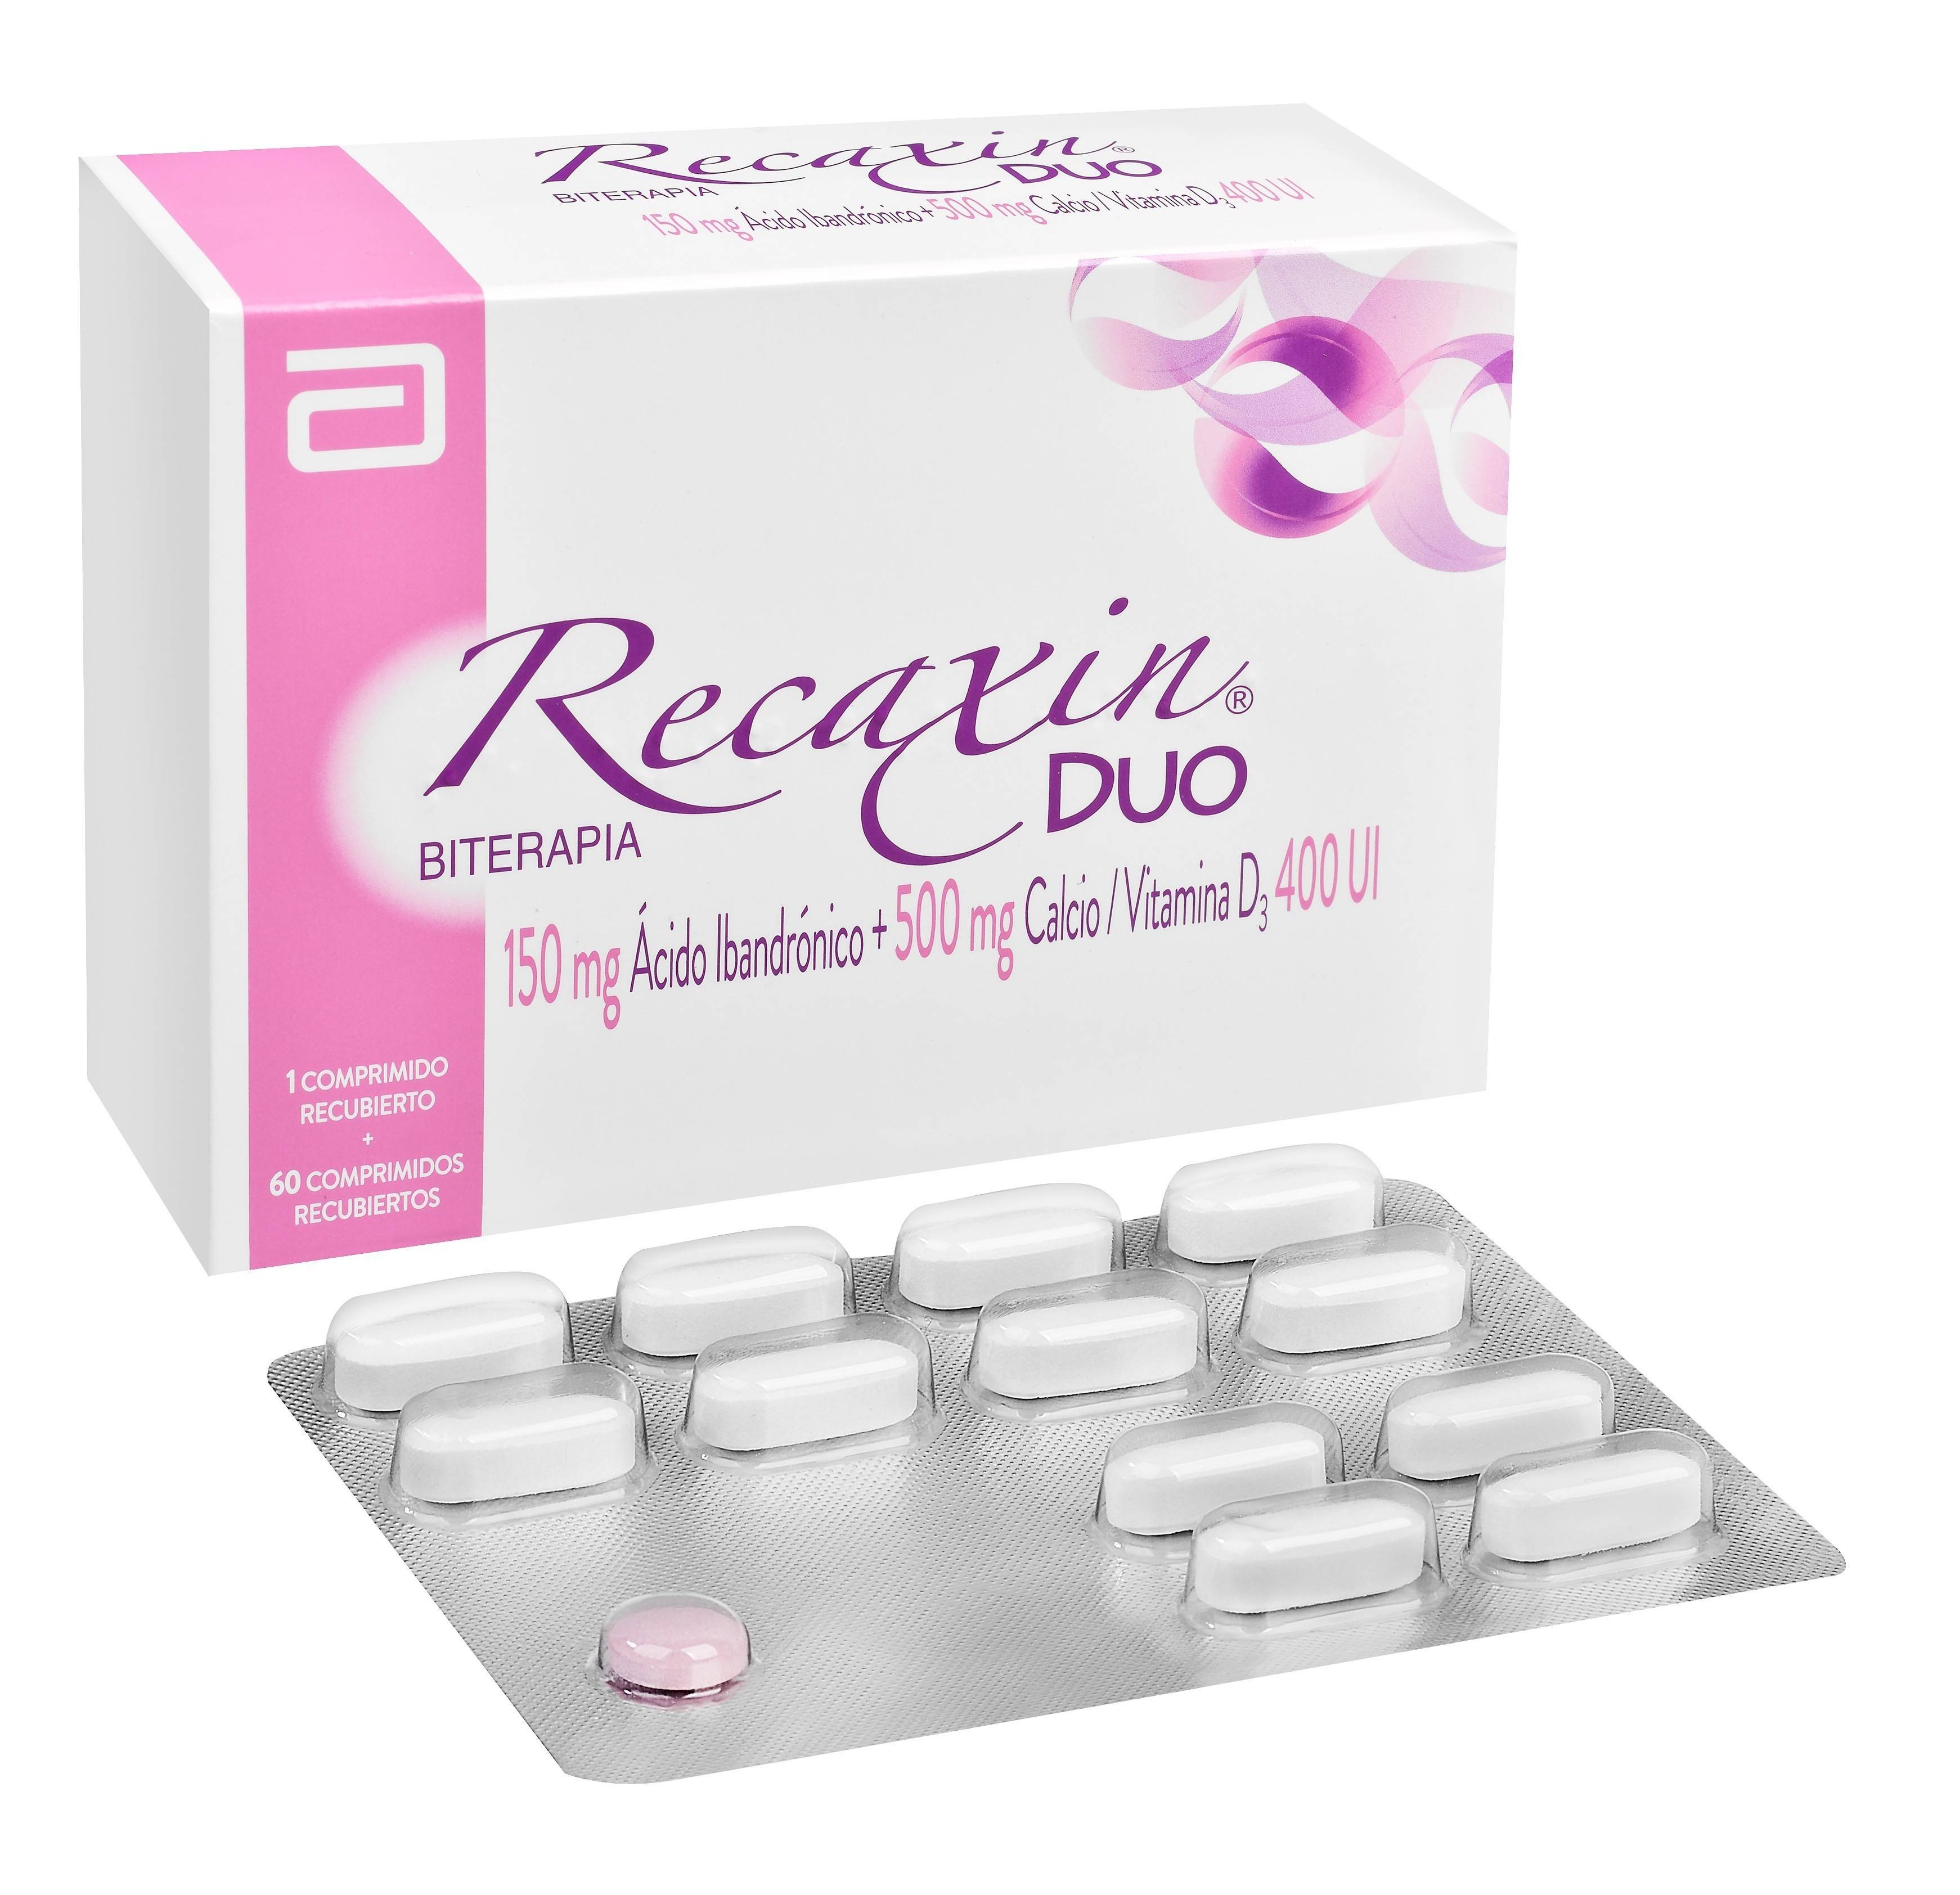 Recaxin®
DUO
BITERAPIA
150 mg Ácido Ibandrónico + 500 mg Calcio / Vitamina D3 400 UI
Recaxin®
DUO
BITERAPIA
150 mg Ácido Ibandrónico + 500 mg Calcio / Vitamina D3 400 UI
1 COMPRIMIDO
RECUBIERTO
+
60 COMPRIMIDOS
RECUBIERTOS